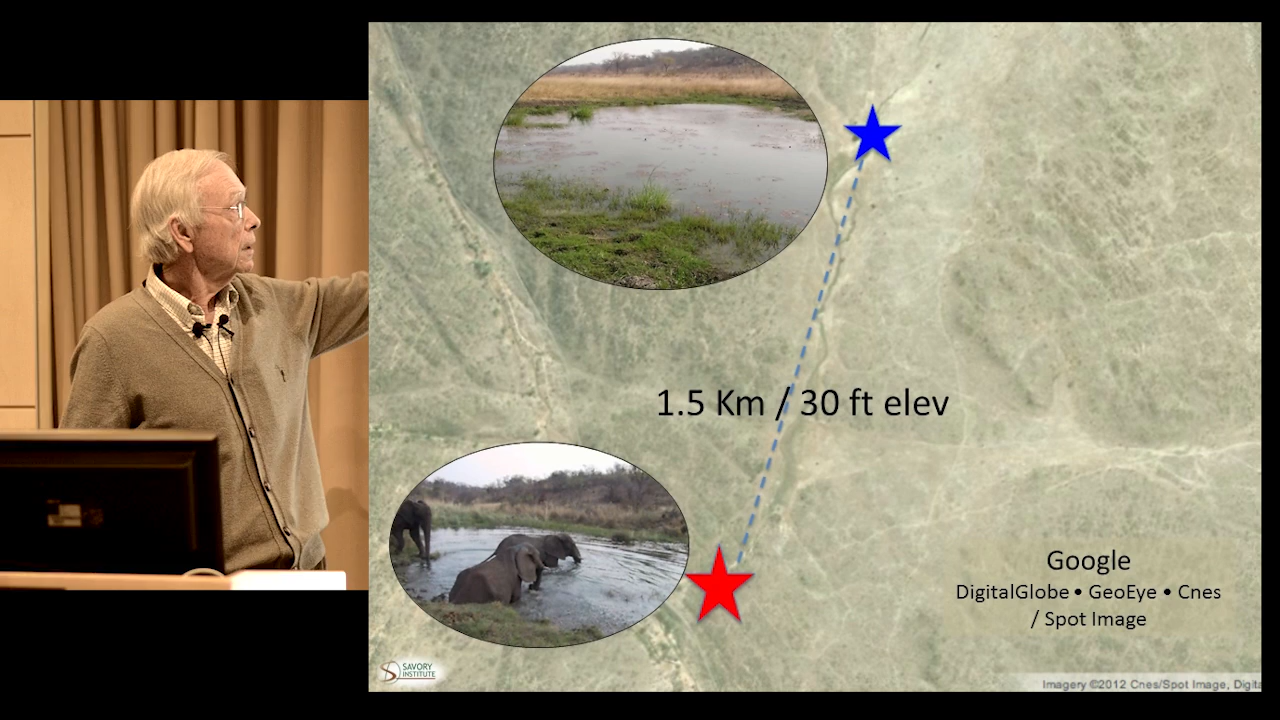 1.5 Km / 30 ft elev
Google
DigitalGlobe • GeoEye • Cnes
/ Spot Image
SAVORY
INSTITUTE
Imagery ©2012 Cnes/Spot Image, Digita